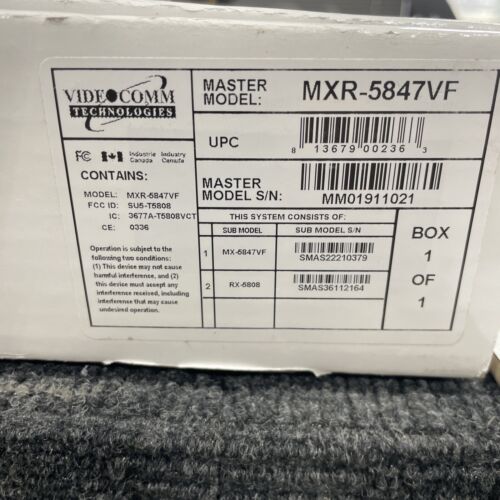 VIDEOCOMM
TECHNOLOGIES
MASTER
MODEL:
MXR-5847VF
UPC
8 13679 00236 3
FC Industrie Industry
Canada Canada
CONTAINS:
MODEL: MXR-5847VF
FCC ID: SU5-T5808
IC: 3677A-T5808VCT
CE: 0336
MASTER
MODEL S/N:
MM01911021
Operation is subject to the
following two conditions:
(1) This device may not cause
harmful interference, and (2)
this device must accept any
interference received, including
interference that may cause
undesired operation.
THIS SYSTEM CONSISTS OF:
SUB MODEL SUB MODEL S/N
1 MX-5847VF SMAS22210379
2 RX-5808 SMAS36112164
BOX
1
OF
1